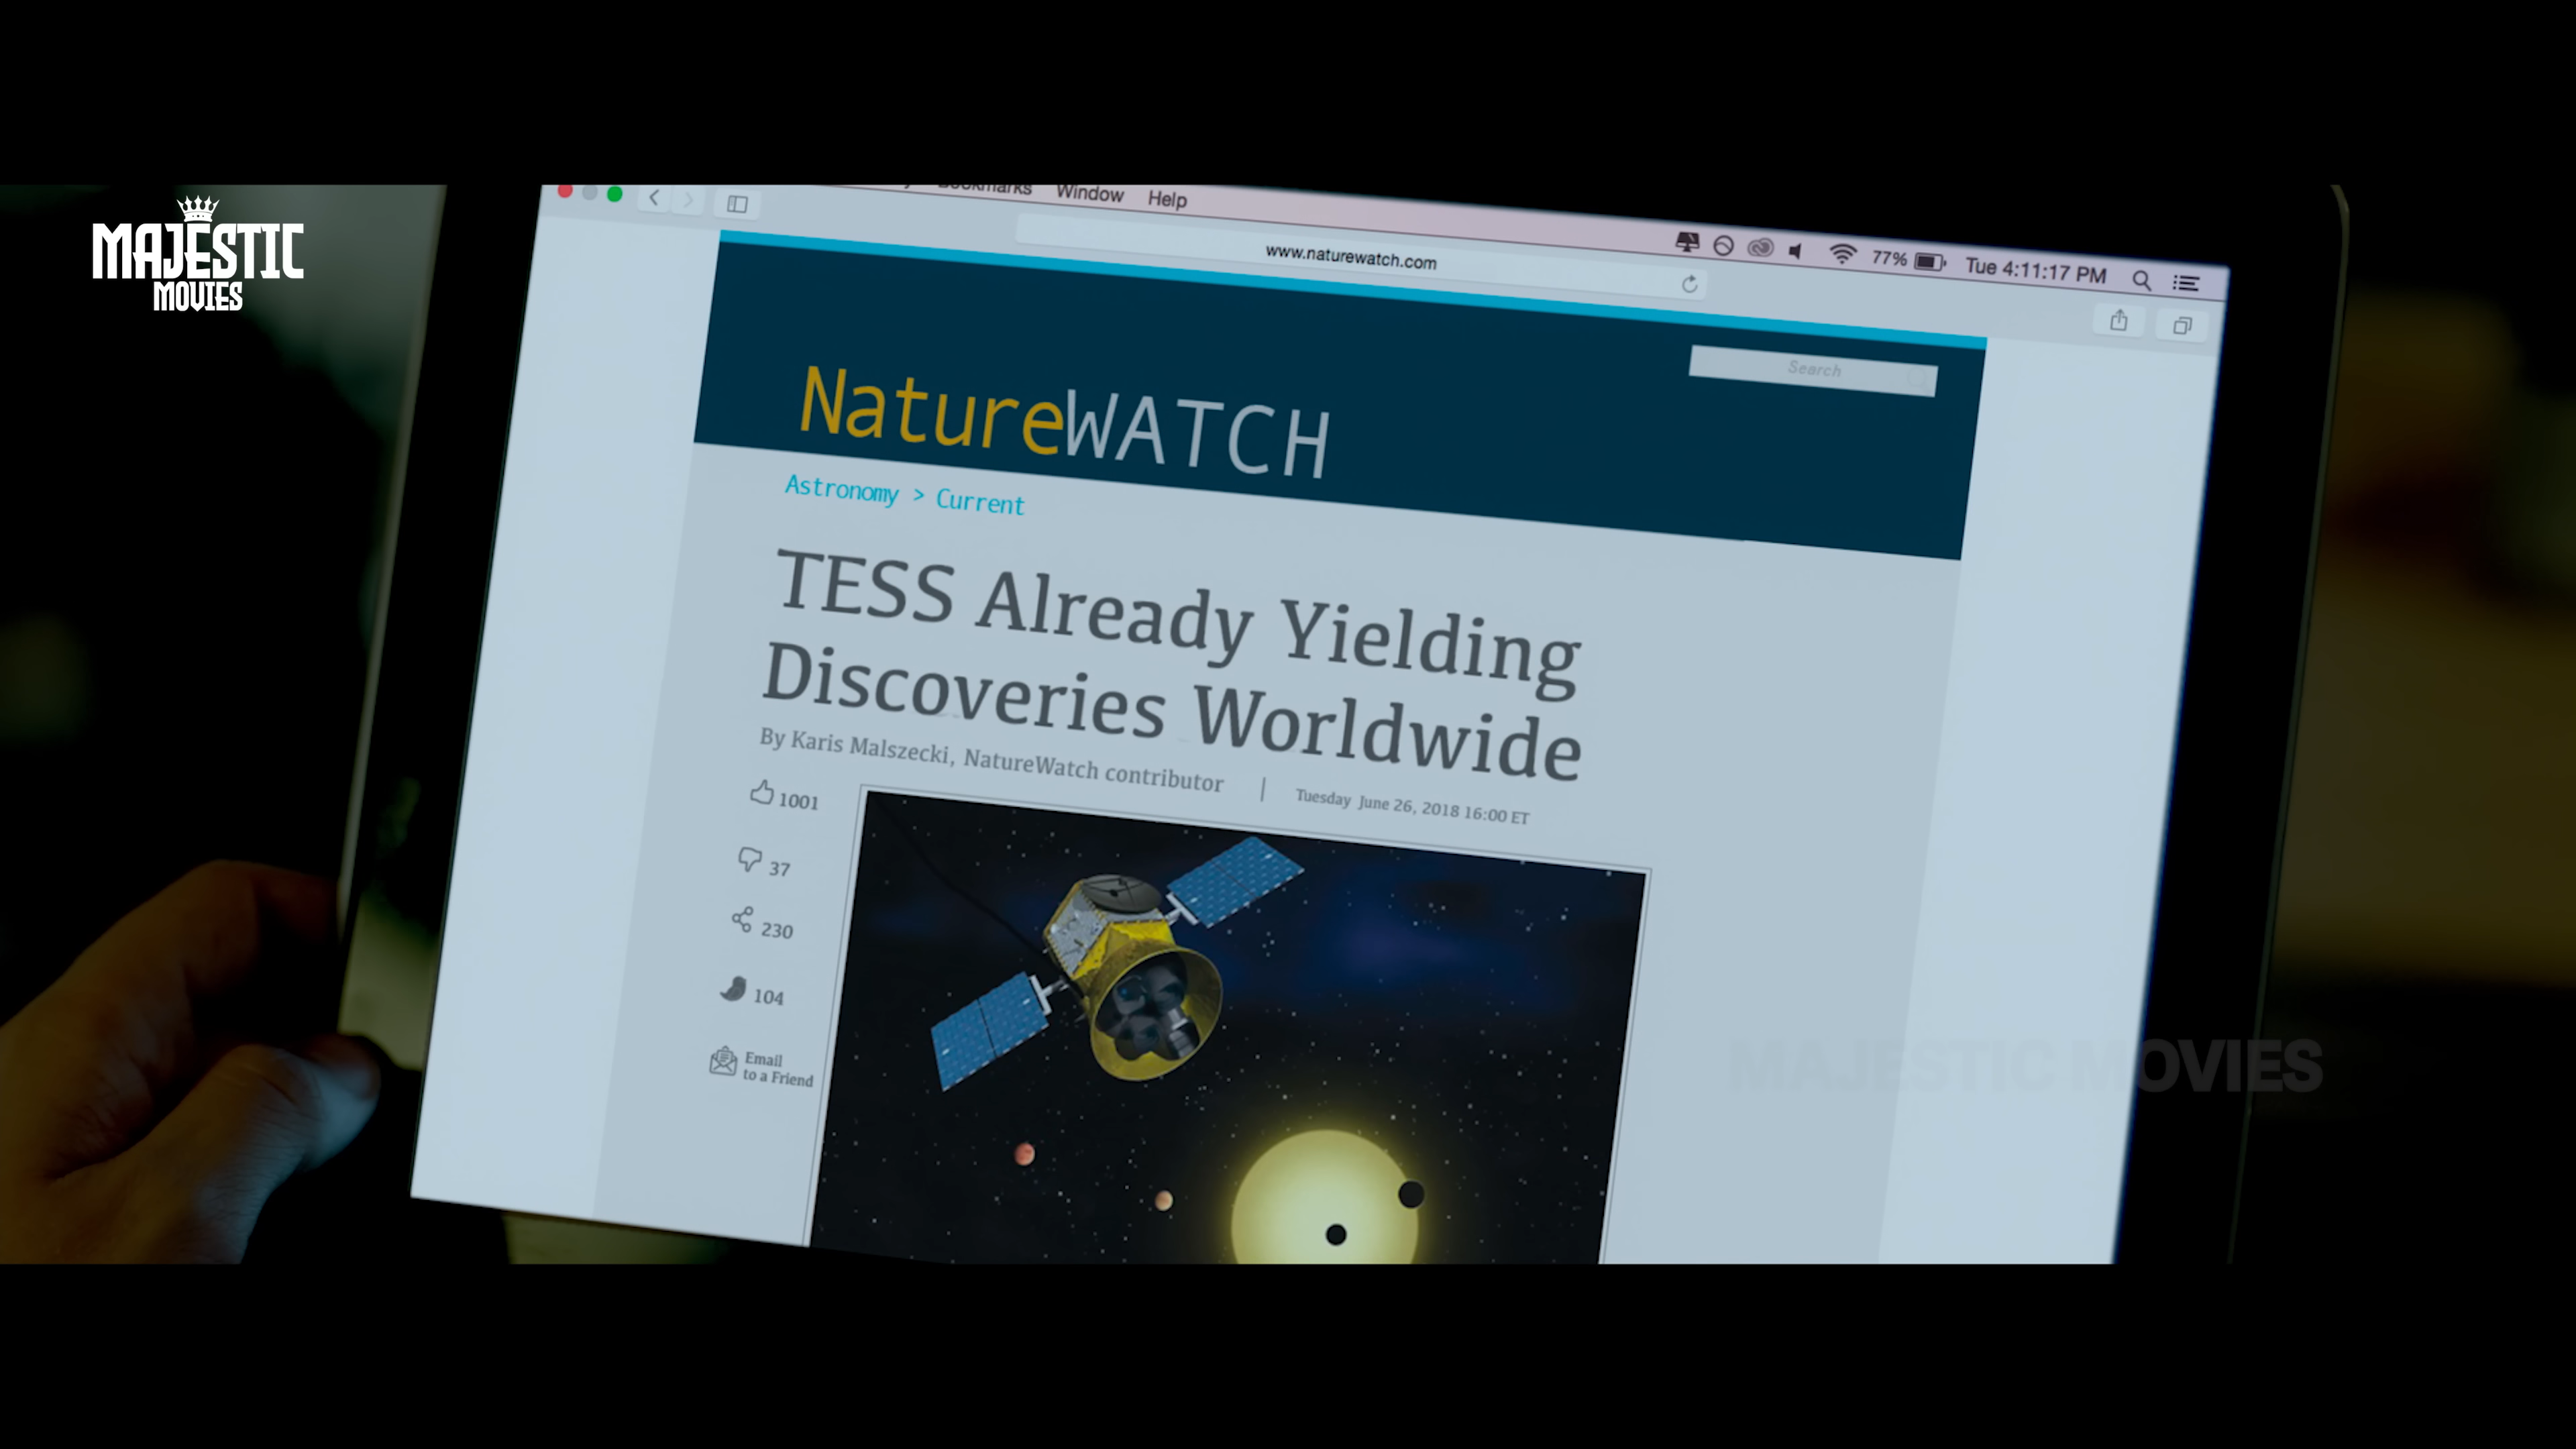 MAJESTIC
MOVIES
Bookmarks Window Help
www.naturewatch.com
77% Tue 4:11:17 PM
Search
NatureWATCH
Astronomy > Current
TESS Already Yielding
Discoveries Worldwide
By Karis Malszecki, NatureWatch contributor | Tuesday June 26, 2018 16:00 ET
1001
37
230
104
Email
to a Friend
MAJESTIC MOVIES